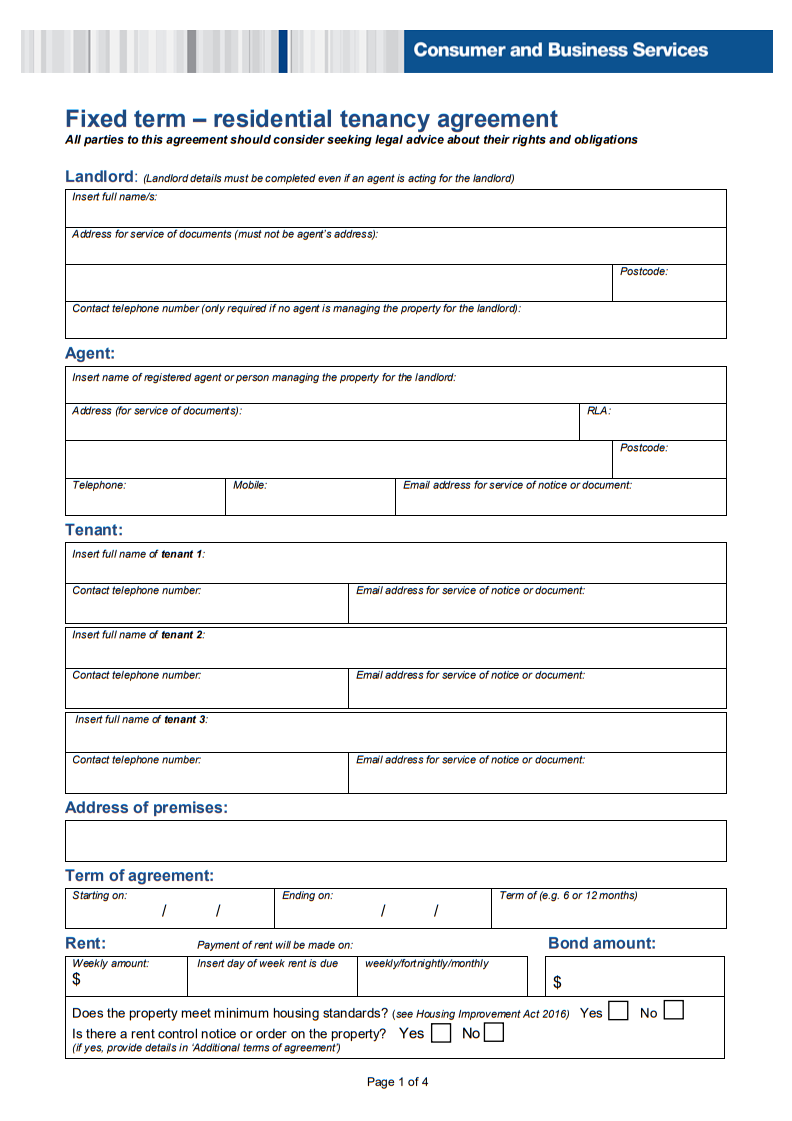 Consumer and Business Services
Fixed term – residential tenancy agreement
All parties to this agreement should consider seeking legal advice about their rights and obligations
Landlord: (Landlord details must be completed even if an agent is acting for the landlord)
Insert full name/s:
Address for service of documents (must not be agent's address):
Postcode:
Contact telephone number (only required if no agent is managing the property for the landlord):
Agent:
Insert name of registered agent or person managing the property for the landlord:
Address (for service of documents): RLA:
Postcode:
Telephone: Mobile: Email address for service of notice or document:
Tenant:
Insert full name of tenant 1:
Contact telephone number: Email address for service of notice or document:
Insert full name of tenant 2:
Contact telephone number: Email address for service of notice or document:
Insert full name of tenant 3:
Contact telephone number: Email address for service of notice or document:
Address of premises:
Term of agreement:
Starting on: Ending on: Term of (e.g. 6 or 12 months)
/ / / /
Rent: Payment of rent will be made on: Bond amount:
Weekly amount: Insert day of week rent is due weekly/fortnightly/monthly
$ $
Does the property meet minimum housing standards? (see Housing Improvement Act 2016) Yes No
Is there a rent control notice or order on the property? Yes No
(if yes, provide details in 'Additional terms of agreement')
Page 1 of 4